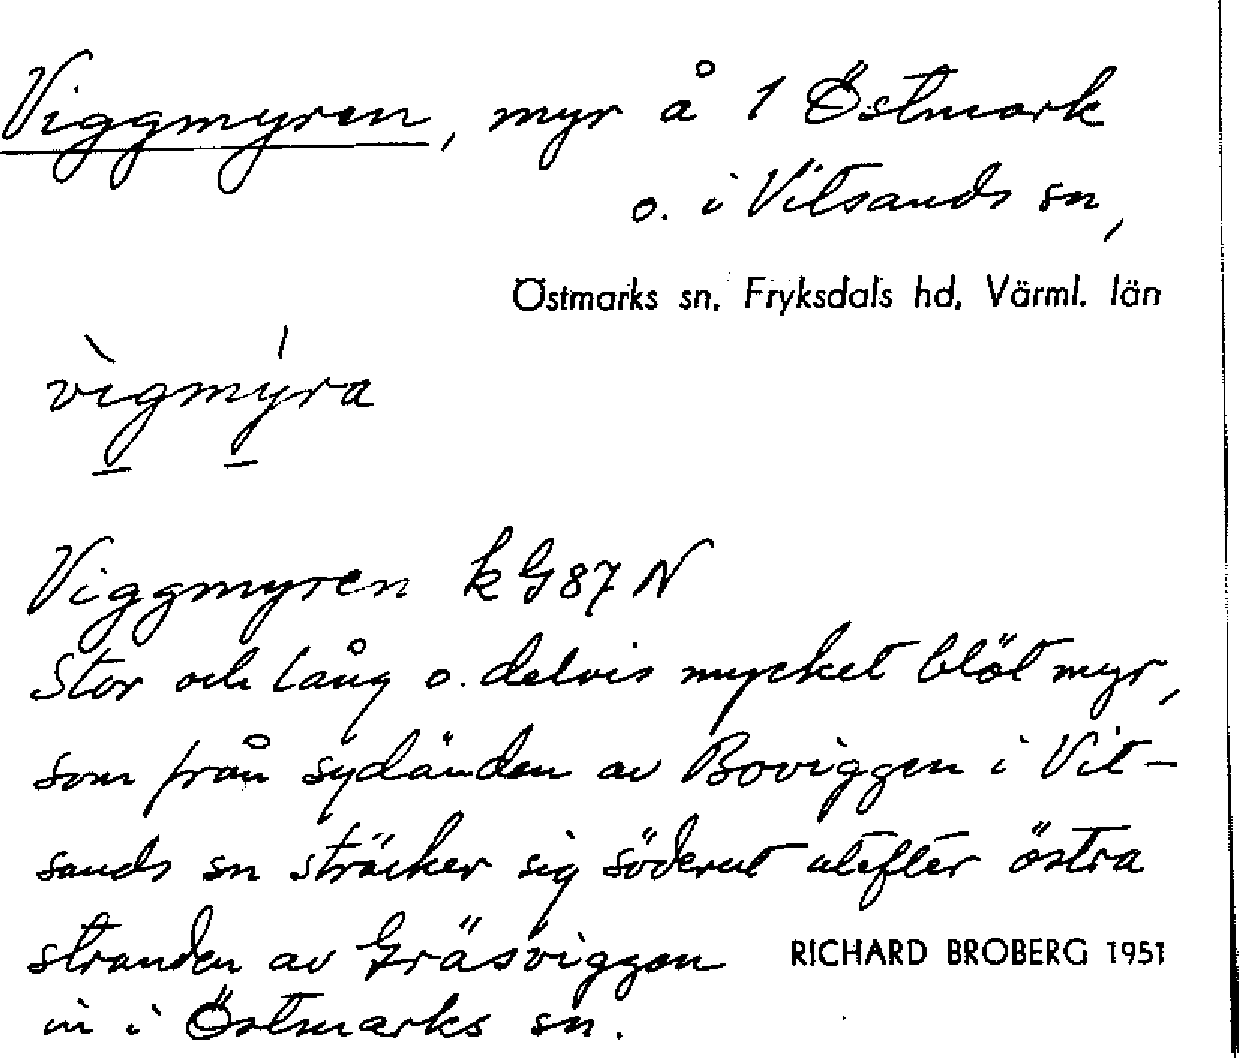 Viggmyren, myr å 1 Östmark
o. i Vitsands sn,
Östmarks sn, Fryksdals hd, Värml. län
vìgmýra
Viggmyren kG87N
Stor och lång o. delvis mycket blöt myr,
som från sydänden av Boviggen i Vit-
sands sn sträcker sig söderut utefter östra
stranden av Gräsviggen
RICHARD BROBERG 1951
in i Östmarks sn.